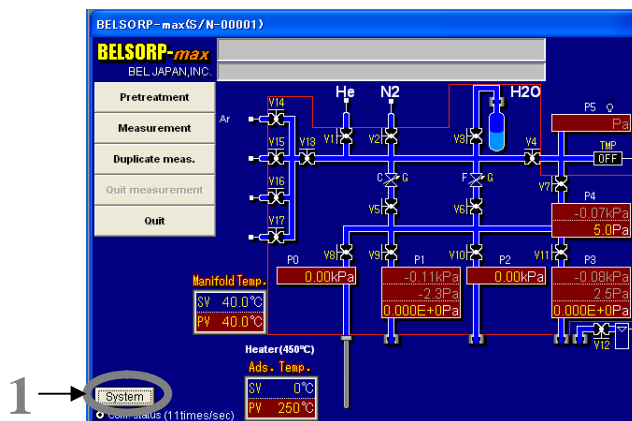 BELSORP-max(S/N-00001)
BELSORP-max
BEL JAPAN,INC.
Pretreatment
Measurement
Duplicate meas.
Quit measurement
Quit
He
N2
H2O
Ar
V14
V15
V13
V16
V17
V1
V2
V3
V4
C
G
F
G
V5
V6
V7
V8
V9
V10
V11
V12
P5
Pa
TMP
OFF
P4
-0.07kPa
5.0Pa
P0
0.00kPa
P1
-0.11kPa
-2.3Pa
0.000E+0Pa
P2
0.00kPa
P3
-0.08kPa
2.5Pa
0.000E+0Pa
Manifold Temp.
SV 40.0℃
PV 40.0℃
Heater(450℃)
Ads. Temp.
SV 0℃
PV 250℃
1
System
status (11times/sec)